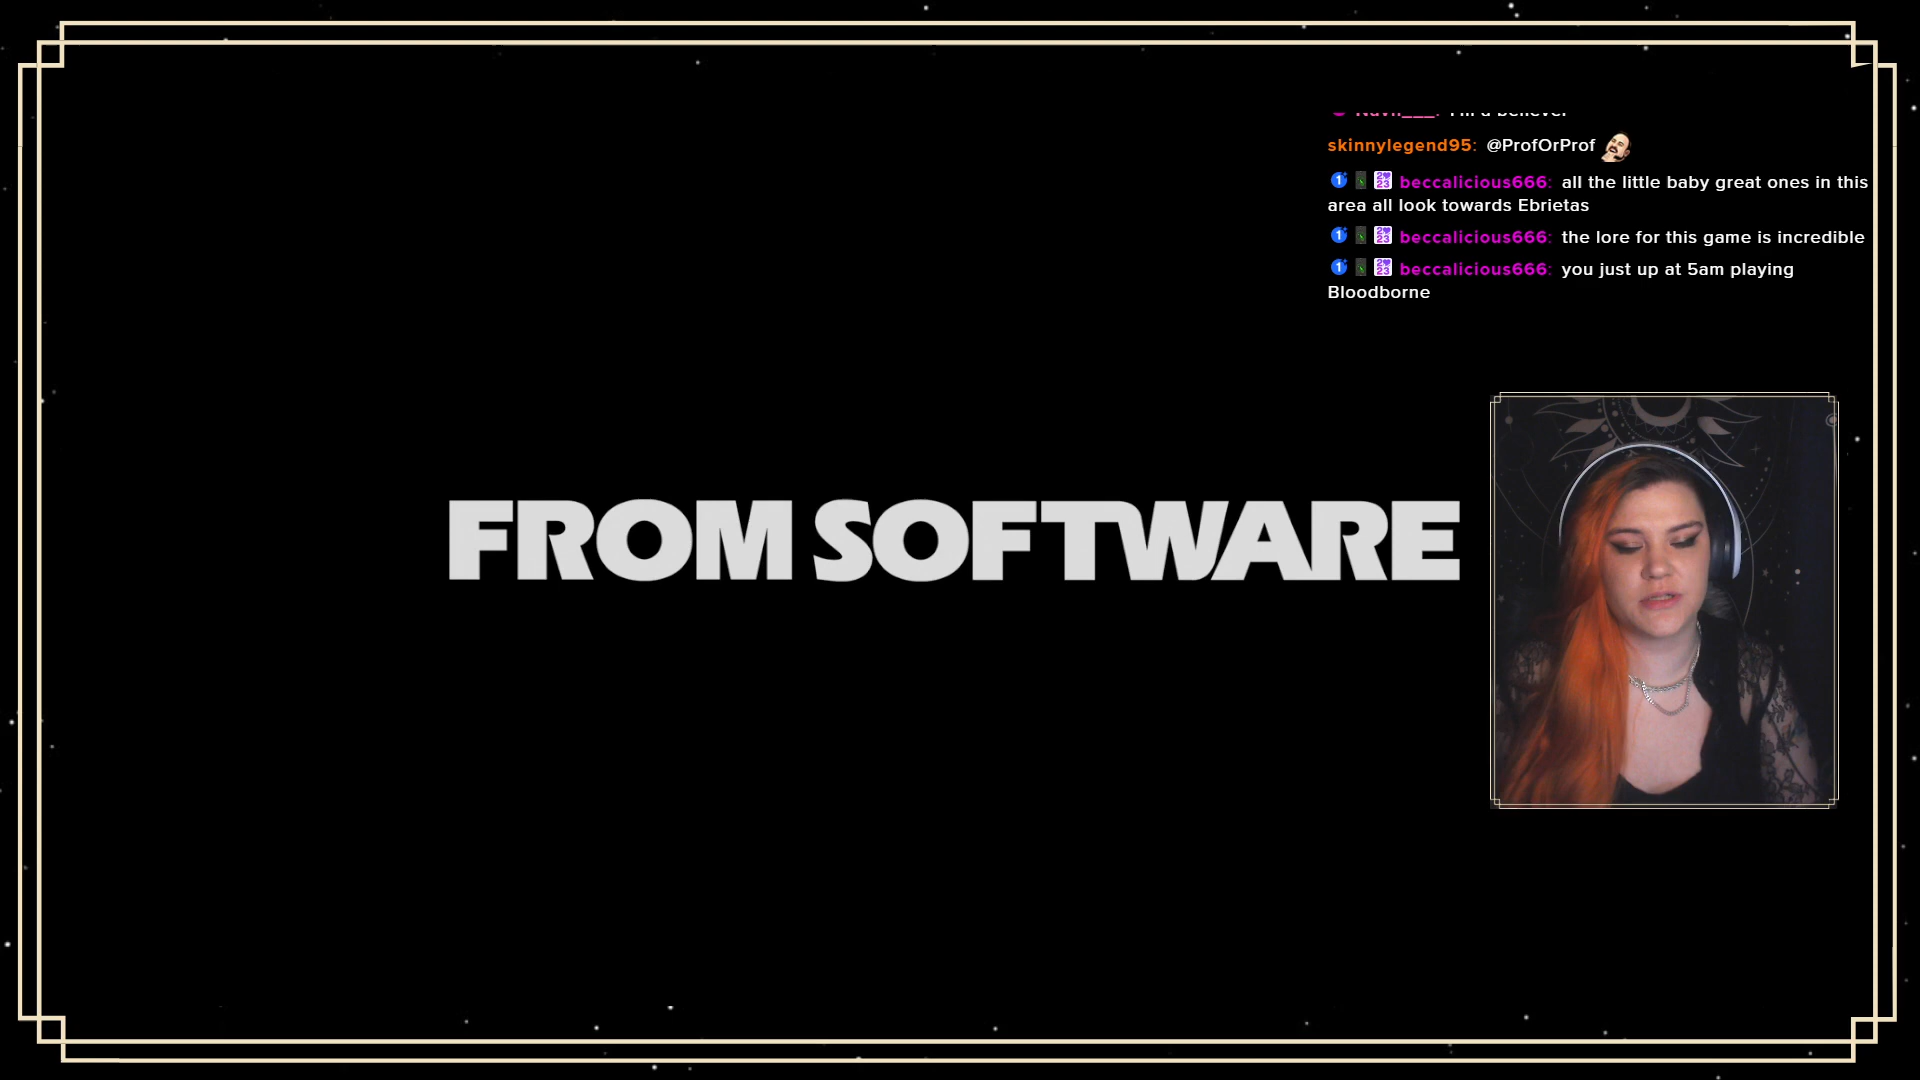 skinnylegend95: @ProfOrProf
beccalicious666: all the little baby great ones in this
area all look towards Ebrietas
beccalicious666: the lore for this game is incredible
beccalicious666: you just up at 5am playing
Bloodborne
FROM SOFTWARE